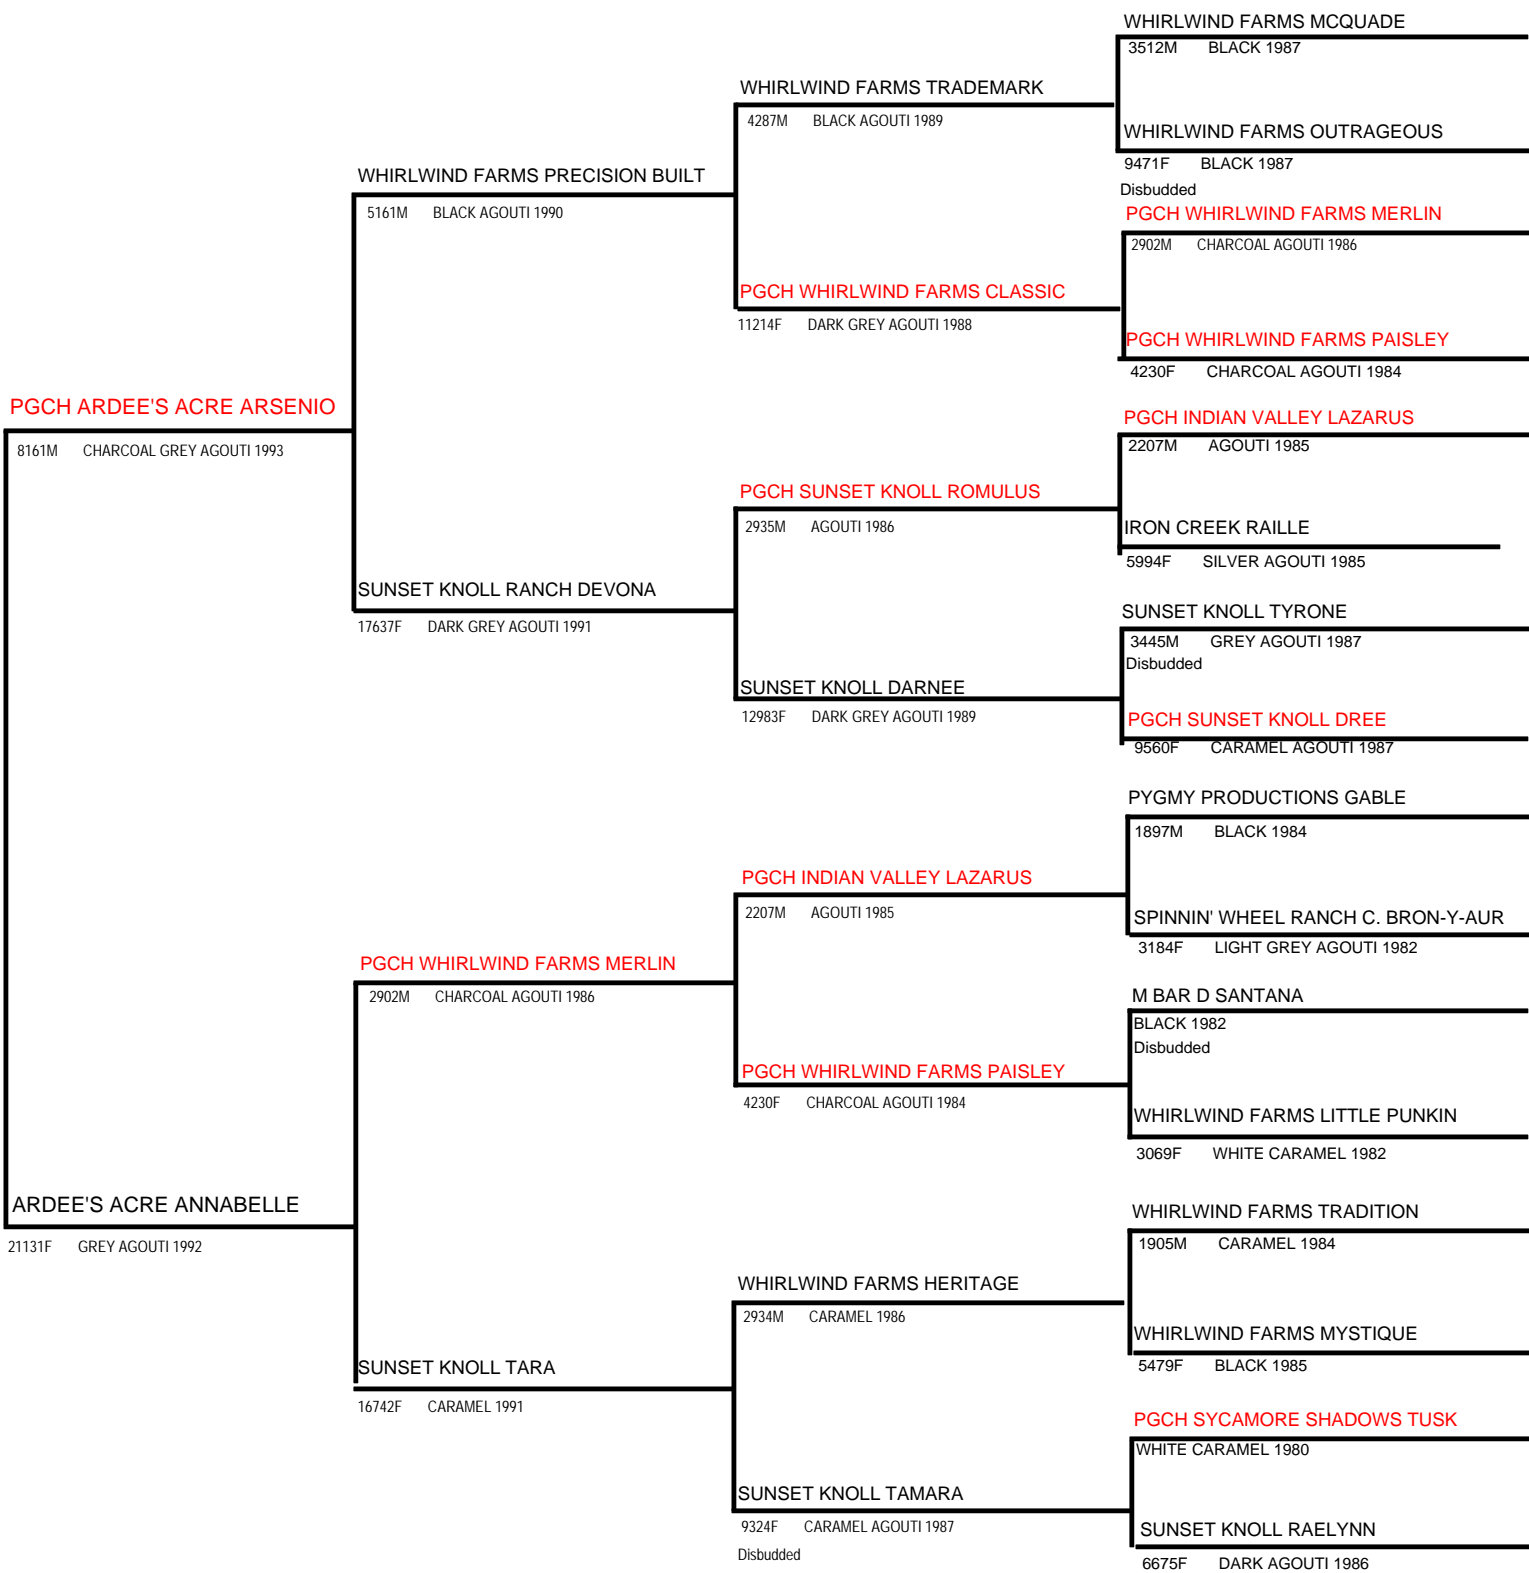 WHIRLWIND FARMS MCQUADE
3512M BLACK 1987
WHIRLWIND FARMS TRADEMARK
4287M BLACK AGOUTI 1989
WHIRLWIND FARMS OUTRAGEOUS
9471F BLACK 1987
Disbudded
WHIRLWIND FARMS PRECISION BUILT
5161M BLACK AGOUTI 1990
PGCH WHIRLWIND FARMS MERLIN
2902M CHARCOAL AGOUTI 1986
PGCH WHIRLWIND FARMS CLASSIC
11214F DARK GREY AGOUTI 1988
PGCH WHIRLWIND FARMS PAISLEY
4230F CHARCOAL AGOUTI 1984
PGCH ARDEE'S ACRE ARSENIO
8161M CHARCOAL GREY AGOUTI 1993
PGCH INDIAN VALLEY LAZARUS
2207M AGOUTI 1985
PGCH SUNSET KNOLL ROMULUS
2935M AGOUTI 1986
IRON CREEK RAILLE
5994F SILVER AGOUTI 1985
SUNSET KNOLL RANCH DEVONA
17637F DARK GREY AGOUTI 1991
SUNSET KNOLL TYRONE
3445M GREY AGOUTI 1987
Disbudded
SUNSET KNOLL DARNEE
12983F DARK GREY AGOUTI 1989
PGCH SUNSET KNOLL DREE
9560F CARAMEL AGOUTI 1987
PYGMY PRODUCTIONS GABLE
1897M BLACK 1984
PGCH INDIAN VALLEY LAZARUS
2207M AGOUTI 1985
SPINNIN' WHEEL RANCH C. BRON-Y-AUR
3184F LIGHT GREY AGOUTI 1982
PGCH WHIRLWIND FARMS MERLIN
2902M CHARCOAL AGOUTI 1986
M BAR D SANTANA
BLACK 1982
Disbudded
PGCH WHIRLWIND FARMS PAISLEY
4230F CHARCOAL AGOUTI 1984
WHIRLWIND FARMS LITTLE PUNKIN
3069F WHITE CARAMEL 1982
ARDEE'S ACRE ANNABELLE
21131F GREY AGOUTI 1992
WHIRLWIND FARMS TRADITION
1905M CARAMEL 1984
WHIRLWIND FARMS HERITAGE
2934M CARAMEL 1986
WHIRLWIND FARMS MYSTIQUE
5479F BLACK 1985
SUNSET KNOLL TARA
16742F CARAMEL 1991
PGCH SYCAMORE SHADOWS TUSK
WHITE CARAMEL 1980
SUNSET KNOLL TAMARA
9324F CARAMEL AGOUTI 1987
Disbudded
SUNSET KNOLL RAELYNN
6675F DARK AGOUTI 1986